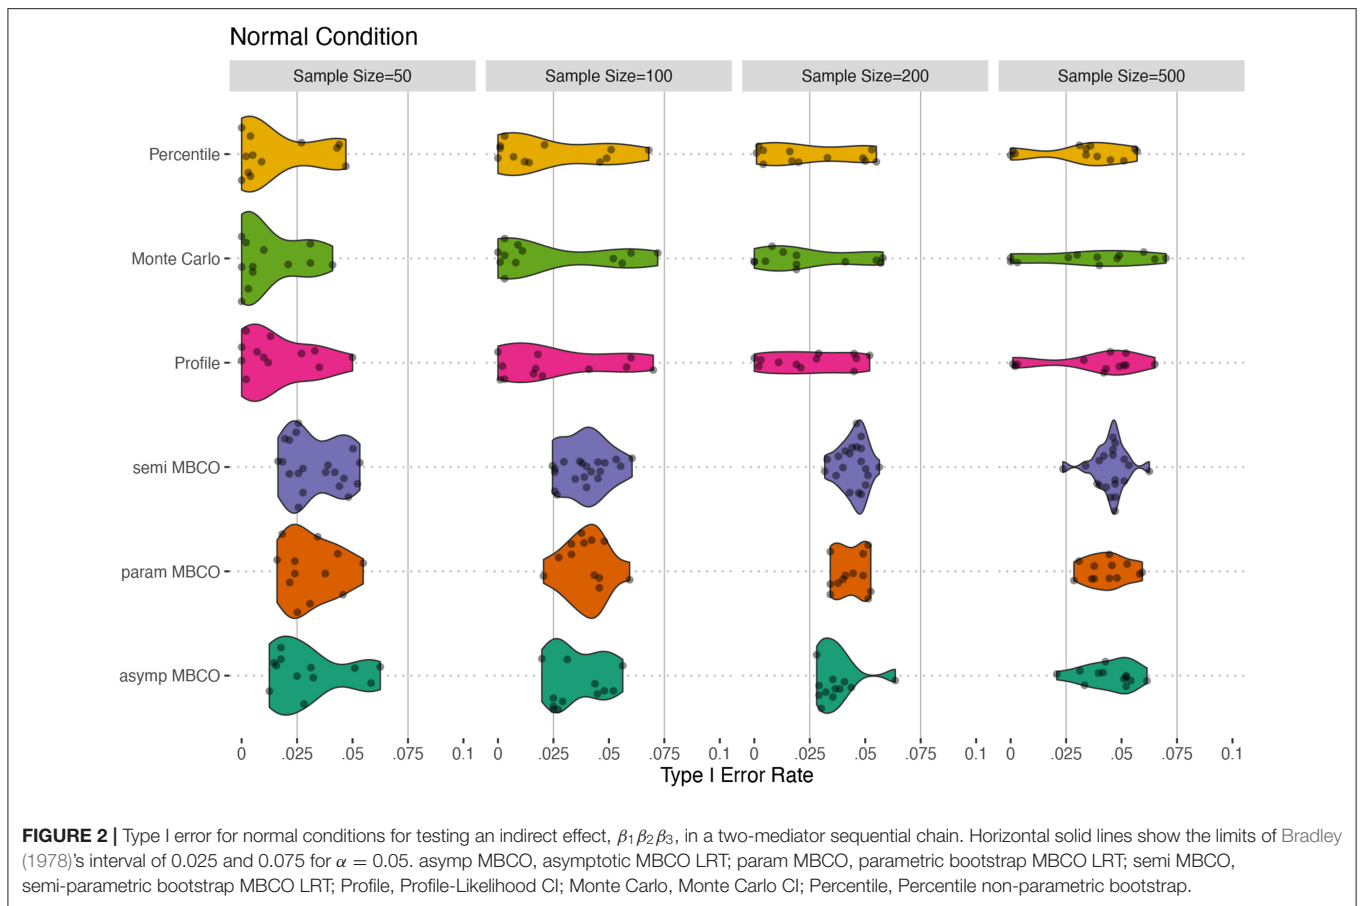 Normal Condition
Sample Size=50 Sample Size=100 Sample Size=200 Sample Size=500
Percentile
Monte Carlo
Profile
semi MBCO
param MBCO
asymp MBCO
0 .025 .05 .075 0.1 0 .025 .05 .075 0.1 0 .025 .05 .075 0.1 0 .025 .05 .075 0.1
Type I Error Rate
FIGURE 2 | Type I error for normal conditions for testing an indirect effect, β₁β₂β₃, in a two-mediator sequential chain. Horizontal solid lines show the limits of Bradley
(1978)'s interval of 0.025 and 0.075 for α = 0.05. asymp MBCO, asymptotic MBCO LRT; param MBCO, parametric bootstrap MBCO LRT; semi MBCO,
semi-parametric bootstrap MBCO LRT; Profile, Profile-Likelihood CI; Monte Carlo, Monte Carlo CI; Percentile, Percentile non-parametric bootstrap.